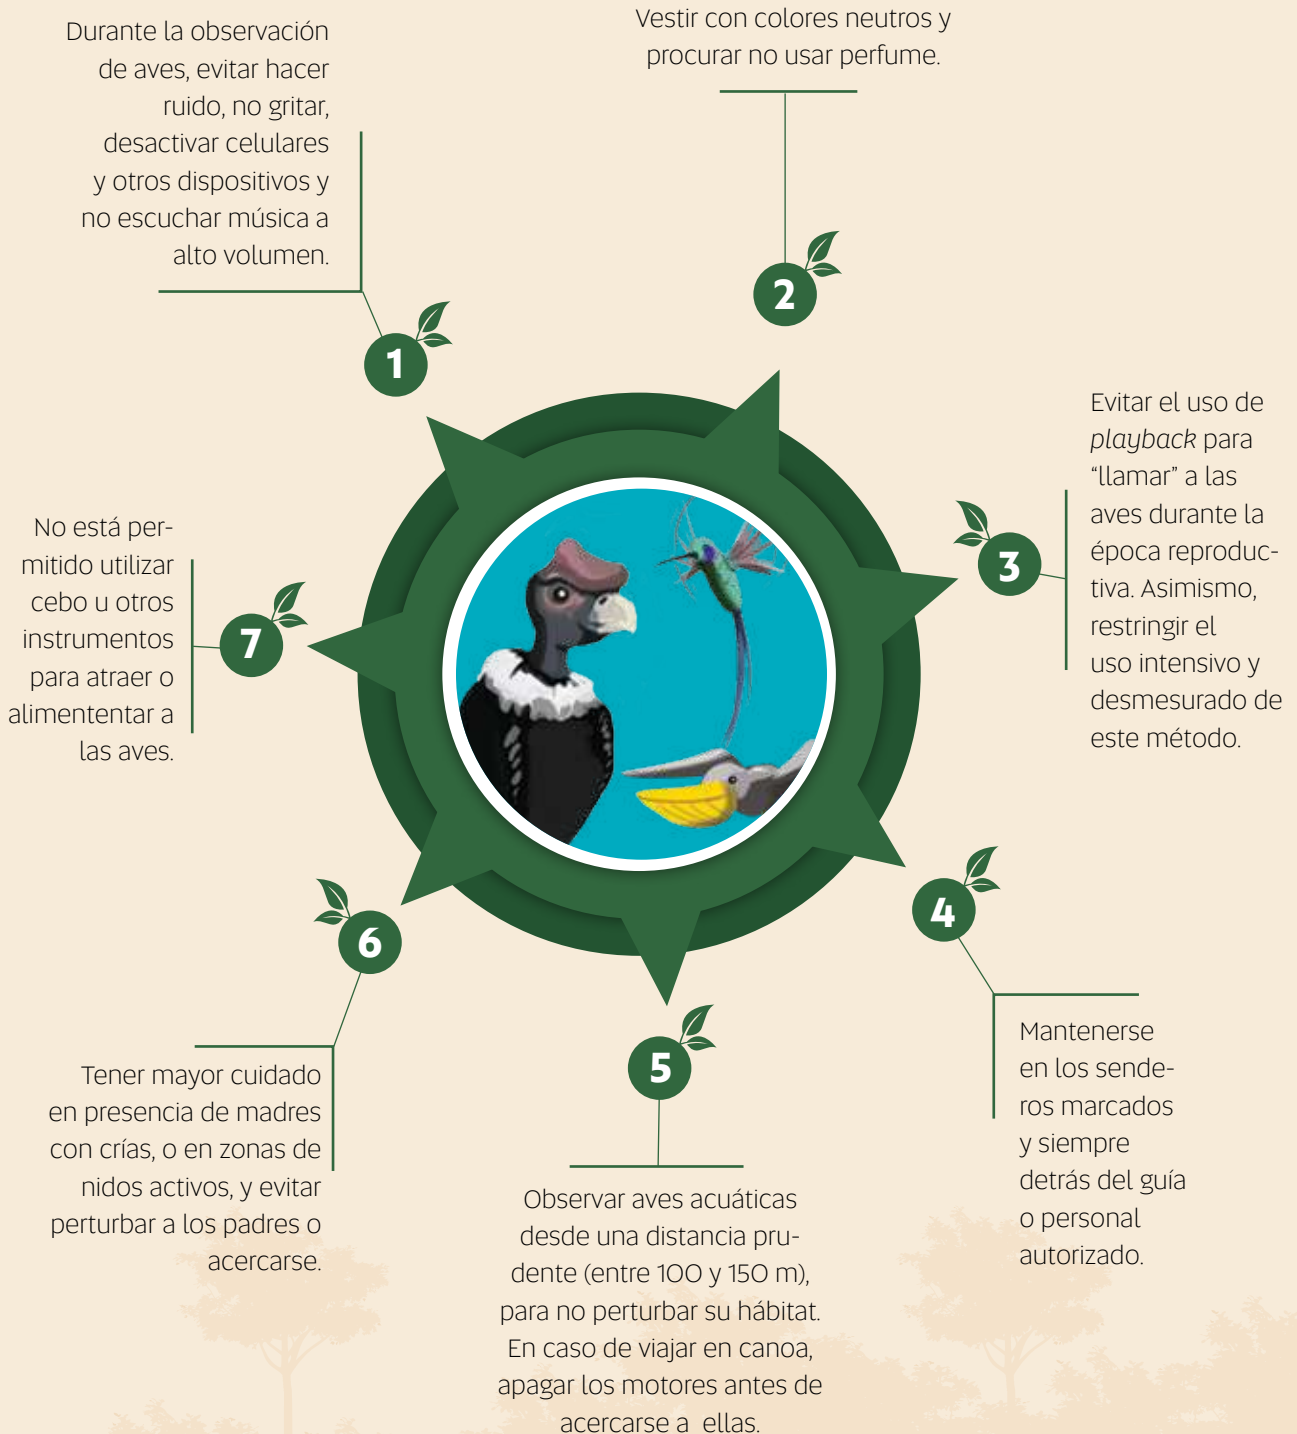 Durante la observación
de aves, evitar hacer
ruido, no gritar,
desactivar celulares
y otros dispositivos y
no escuchar música a
alto volumen.
1
Vestir con colores neutros y
procurar no usar perfume.
2
Evitar el uso de
playback para
“llamar” a las
aves durante la
época reproduc-
tiva. Asimismo,
restringir el
uso intensivo y
desmesurado de
este método.
3
4
Mantenerse
en los sende-
ros marcados
y siempre
detrás del guía
o personal
autorizado.
5
Observar aves acuáticas
desde una distancia pru-
dente (entre 100 y 150 m),
para no perturbar su hábitat.
En caso de viajar en canoa,
apagar los motores antes de
acercarse a ellas.
6
Tener mayor cuidado
en presencia de madres
con crías, o en zonas de
nidos activos, y evitar
perturbar a los padres o
acercarse.
No está per-
mitido utilizar
cebo u otros
instrumentos
para atraer o
alimententar a
las aves.
7